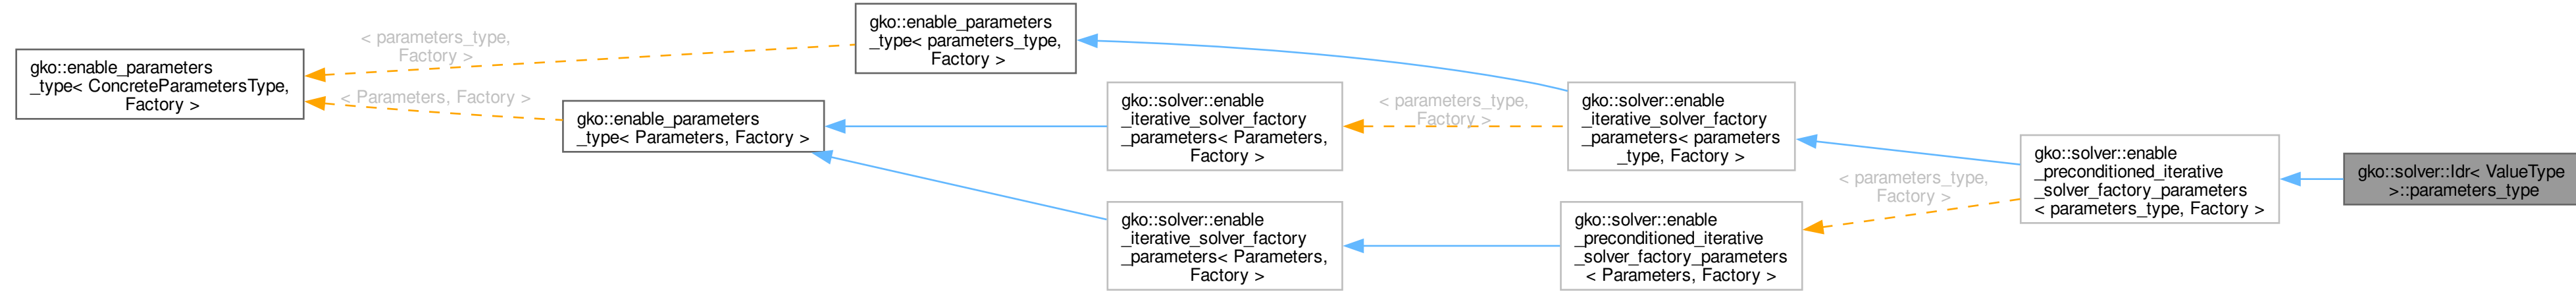 gko::enable_parameters
_type< ConcreteParametersType,
Factory >
< parameters_type,
Factory >
< Parameters, Factory >
gko::enable_parameters
_type< parameters_type,
Factory >
gko::enable_parameters
_type< Parameters, Factory >
gko::solver::enable
_iterative_solver_factory
_parameters< Parameters,
Factory >
gko::solver::enable
_iterative_solver_factory
_parameters< Parameters,
Factory >
< parameters_type,
Factory >
gko::solver::enable
_iterative_solver_factory
_parameters< parameters
_type, Factory >
gko::solver::enable
_preconditioned_iterative
_solver_factory_parameters
< Parameters, Factory >
< parameters_type,
Factory >
gko::solver::enable
_preconditioned_iterative
_solver_factory_parameters
< parameters_type, Factory >
gko::solver::Idr< ValueType
>::parameters_type